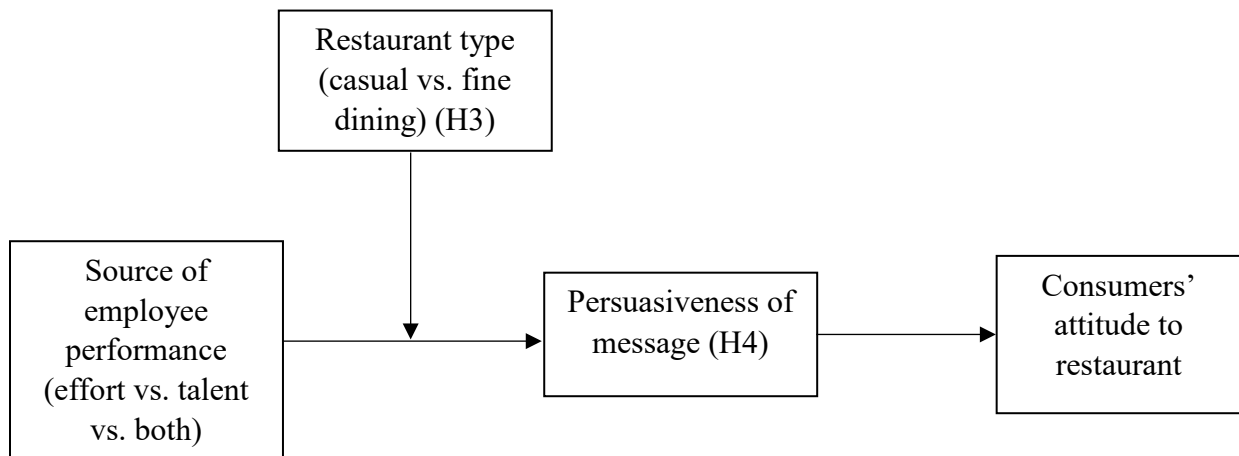 Restaurant type
(casual vs. fine
dining) (H3)
Source of
employee
performance
(effort vs. talent
vs. both)
Persuasiveness of
message (H4)
Consumers’
attitude to
restaurant